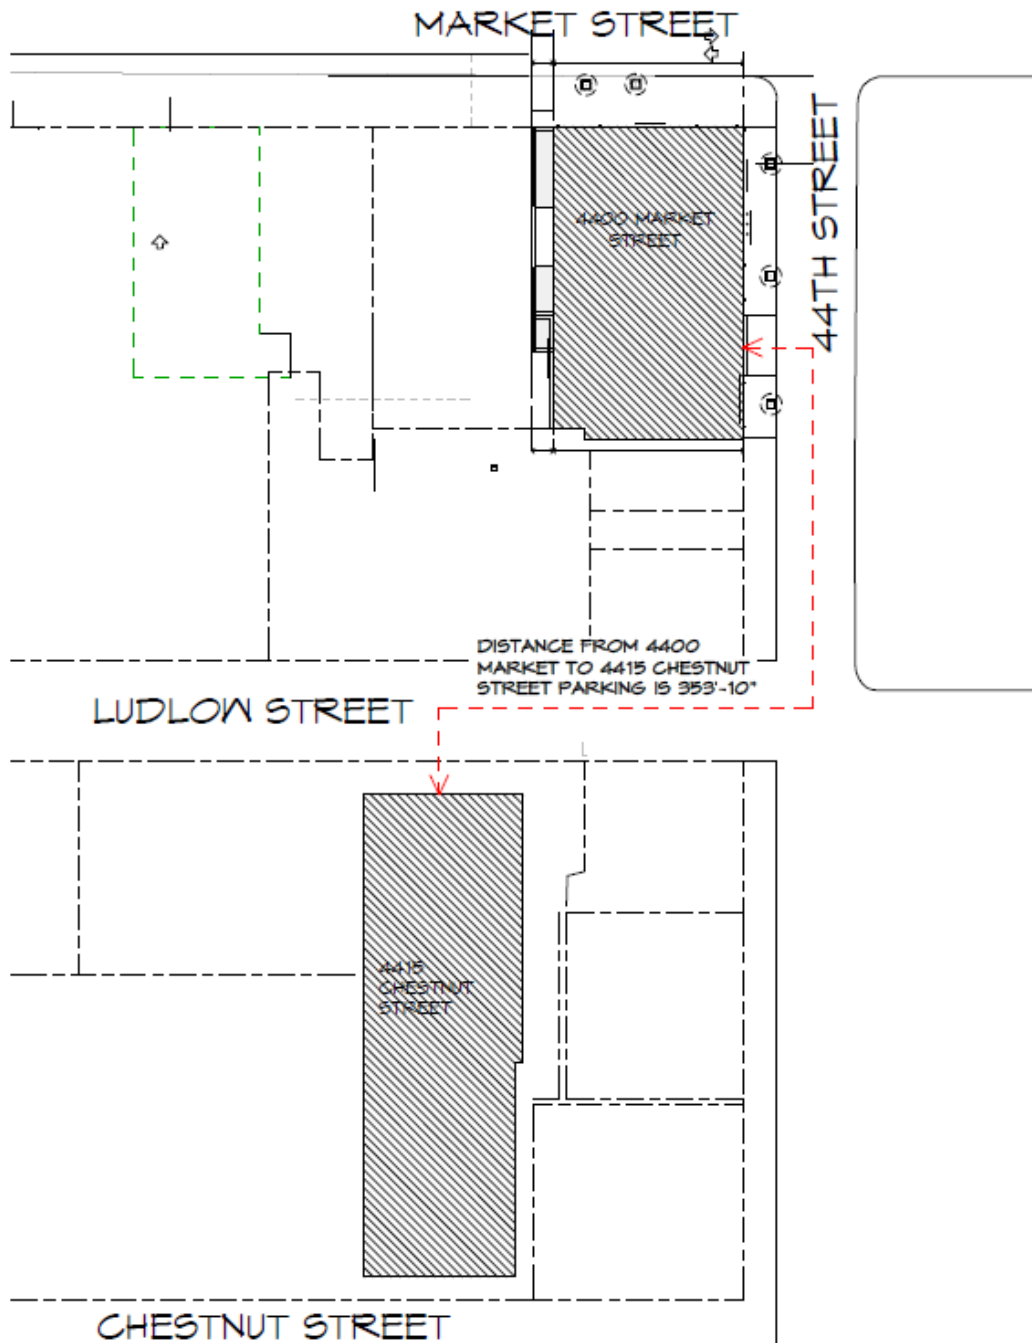 MARKET STREET
44TH STREET
4400 MARKET
STREET
DISTANCE FROM 4400
MARKET TO 4415 CHESTNUT
STREET PARKING IS 353'-10"
LUDLOW STREET
4415
CHESTNUT
STREET
CHESTNUT STREET